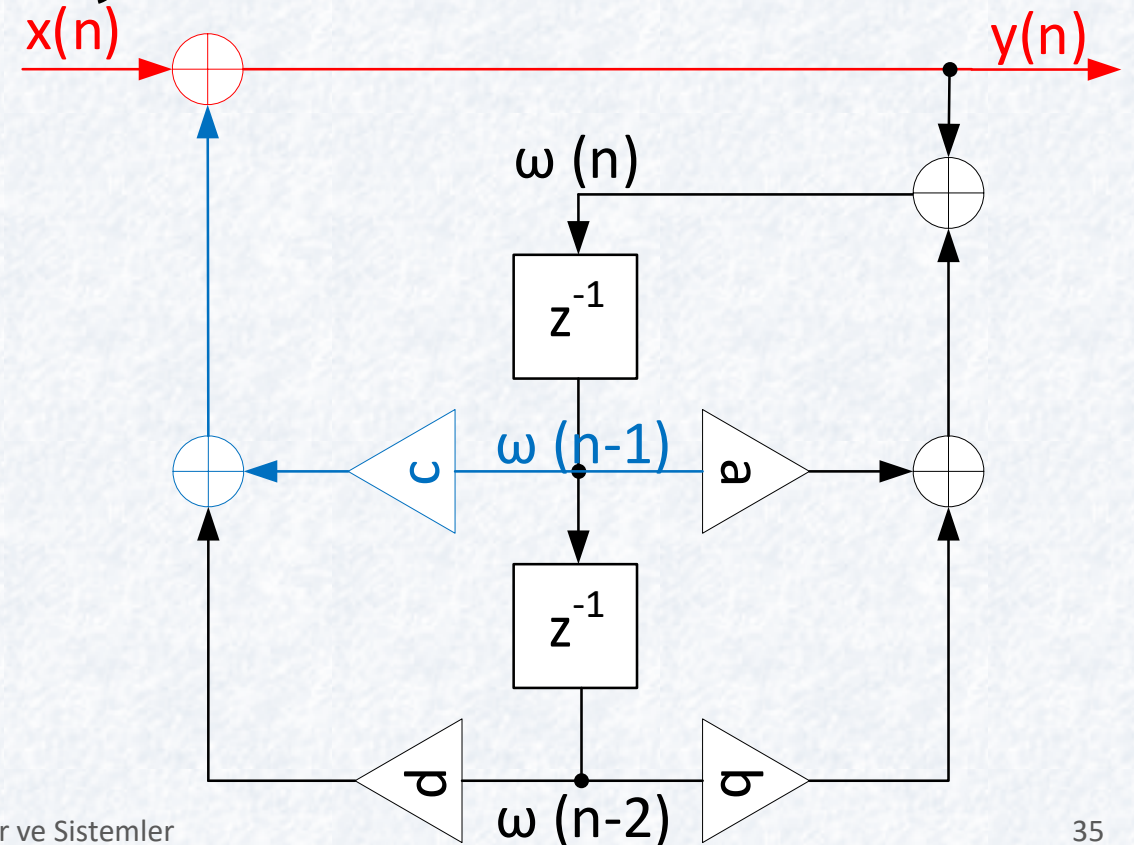 x(n)
y(n)
ω (n)
z⁻¹
c
ω (n-1)
a
z⁻¹
d
b
ω (n-2)
r ve Sistemler
35